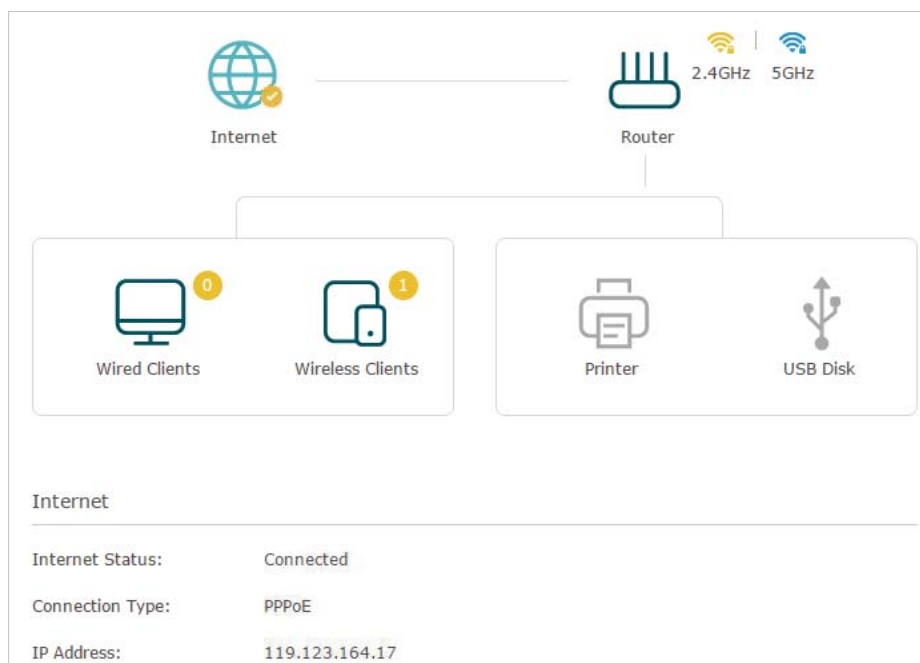 2.4GHz 5GHz
Internet
Router
0
1
Wired Clients
Wireless Clients
Printer
USB Disk
Internet
Internet Status: Connected
Connection Type: PPPoE
IP Address: 119.123.164.17